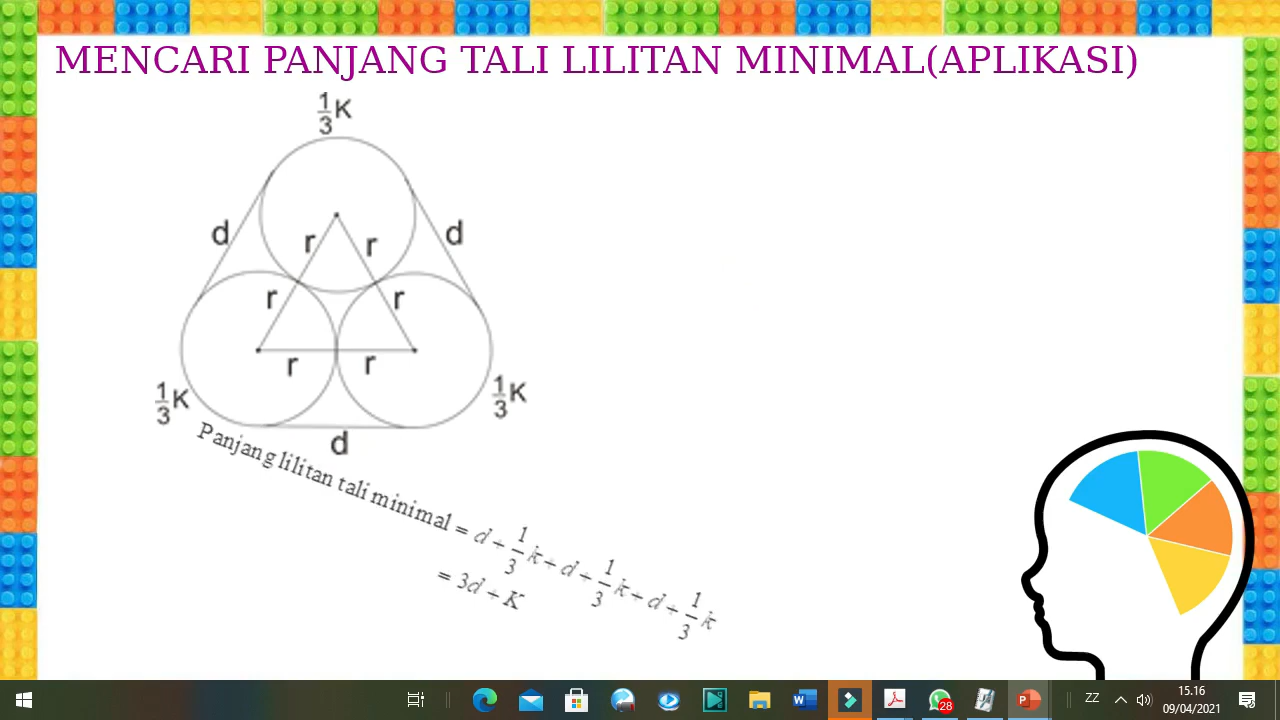 MENCARI PANJANG TALI LILITAN MINIMAL(APLIKASI)
1/3 K
d
d
r
r
r
r
r
r
1/3 K
1/3 K
d
Panjang lilitan tali minimal = d + 1/3 k + d + 1/3 k + d + 1/3 k
= 3d + K
28
ZZ
15.16
09/04/2021